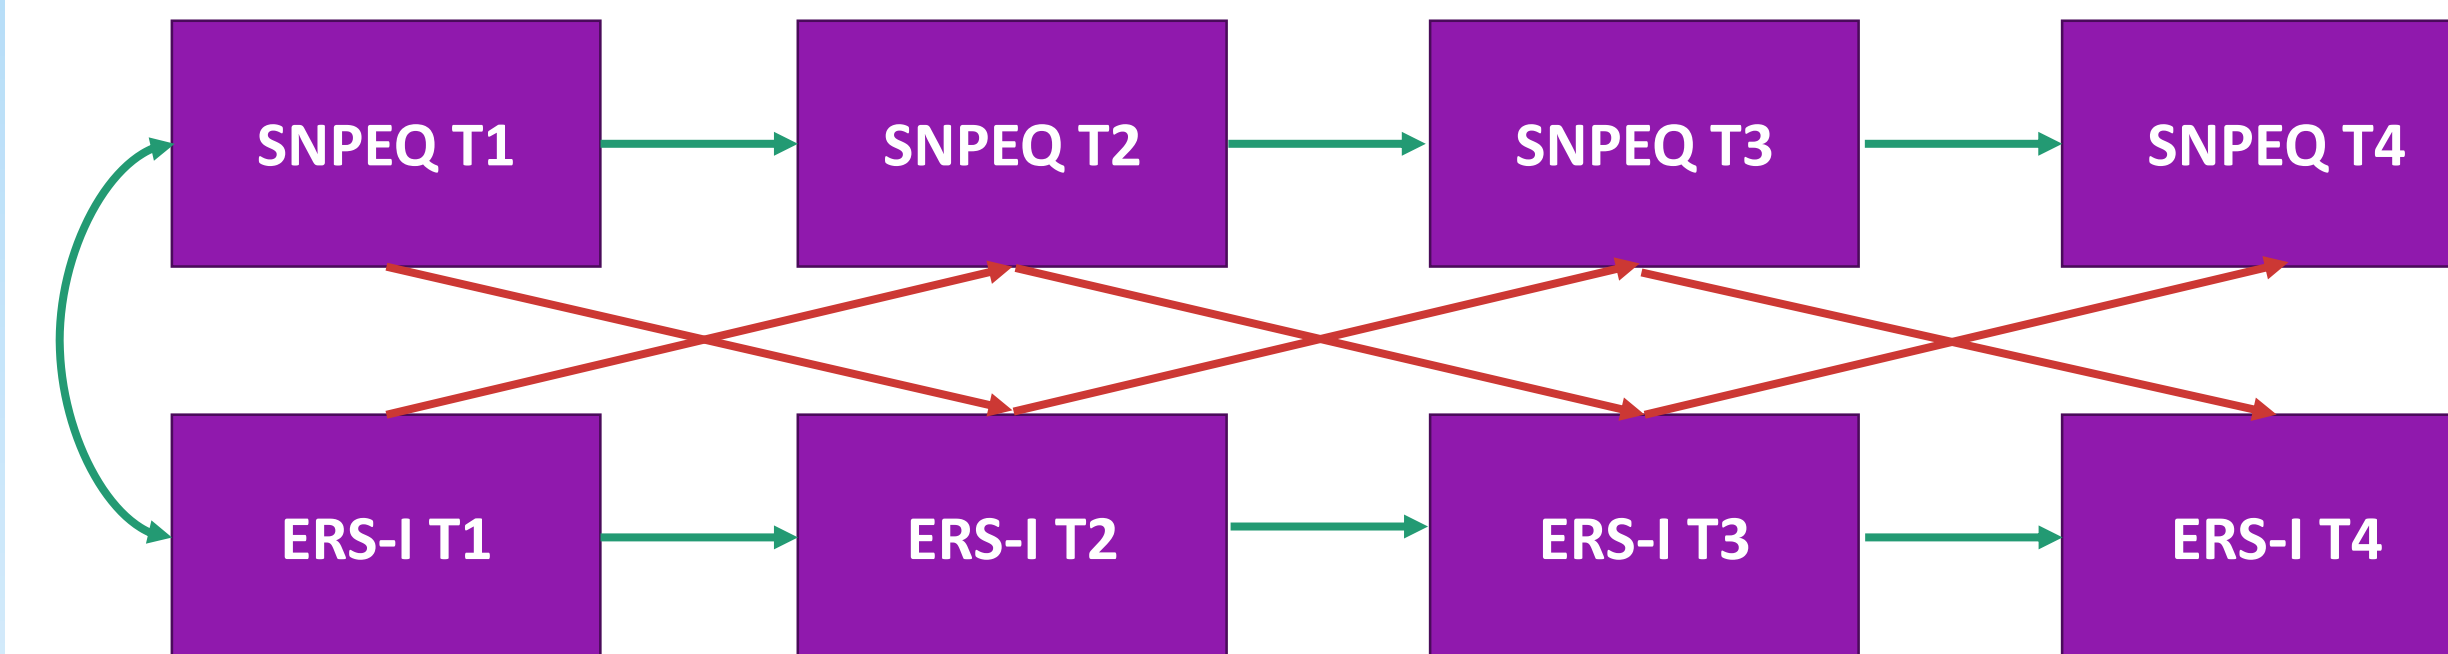 SNPEQ T1
SNPEQ T2
SNPEQ T3
SNPEQ T4
ERS-I T1
ERS-I T2
ERS-I T3
ERS-I T4